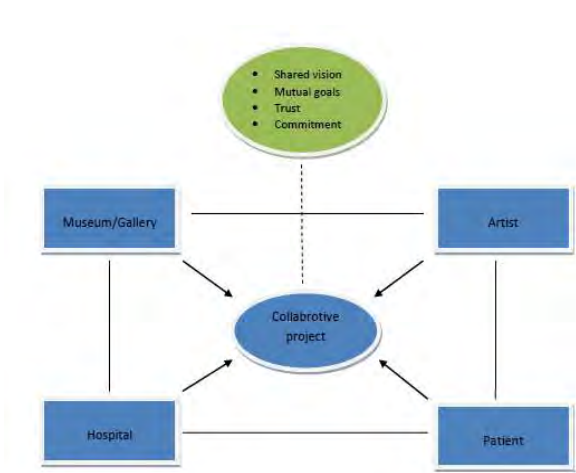 • Shared vision
• Mutual goals
• Trust
• Commitment
Museum/Gallery
Artist
Collabrotive
project
Hospital
Patient